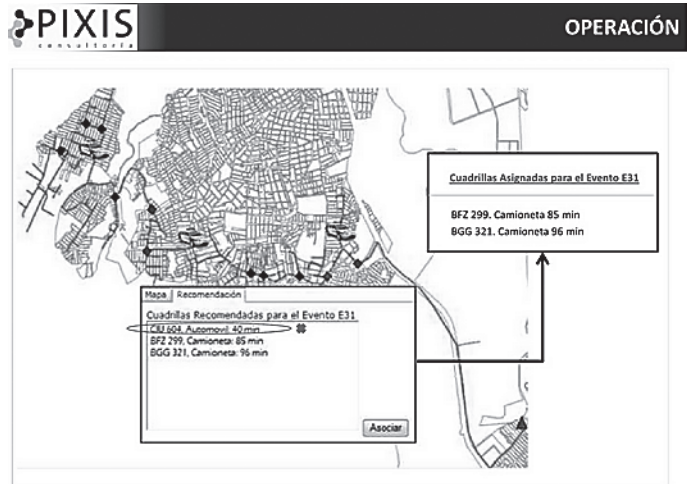 PIXIS
consultoría
OPERACIÓN
Cuadrillas Asignadas para el Evento E31
BFZ 299. Camioneta 85 min
BGG 321. Camioneta 96 min
Mapa Recomendación
Cuadrillas Recomendadas para el Evento E31
CIU 604, Automovil: 40 min
BFZ 299, Camioneta: 85 min
BGG 321, Camioneta: 96 min
Asociar